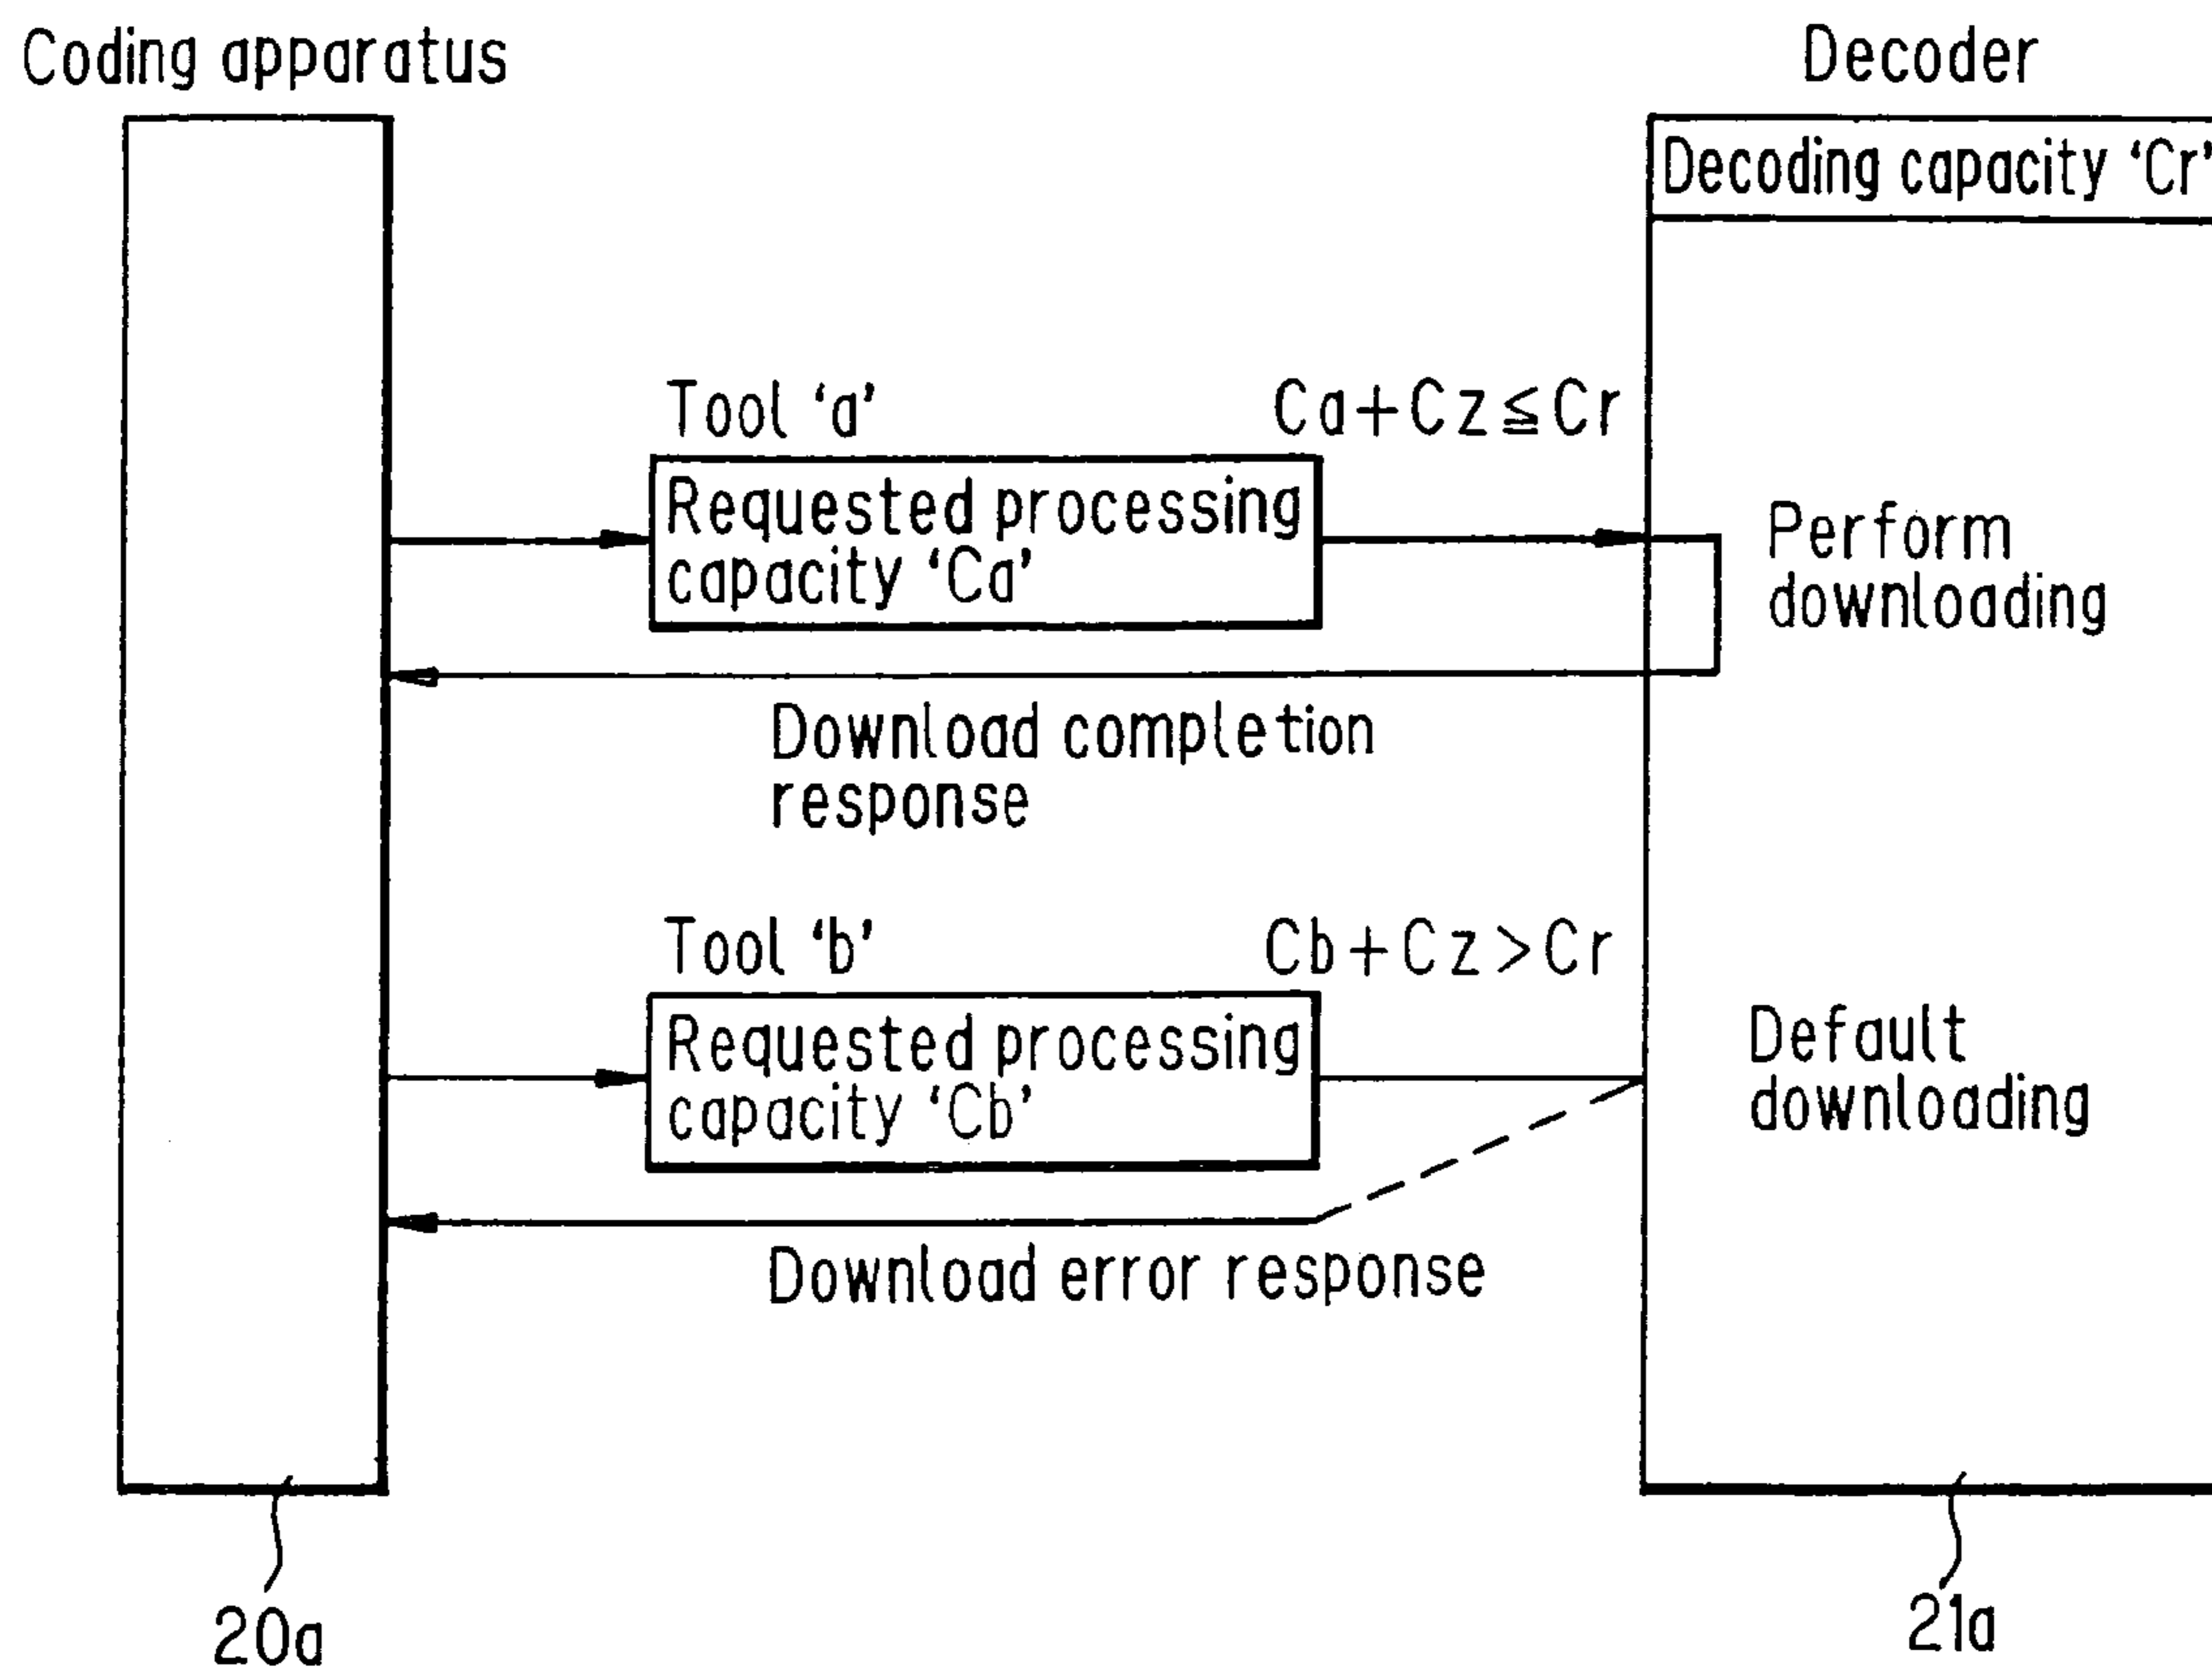 Coding apparatus
Decoder
Decoding capacity ‘Cr’
Tool ‘a’
Ca+Cz≦Cr
Requested processing
capacity ‘Ca’
Perform
downloading
Download completion
response
Tool ‘b’
Cb+Cz>Cr
Requested processing
capacity ‘Cb’
Default
downloading
Download error response
20a
21a